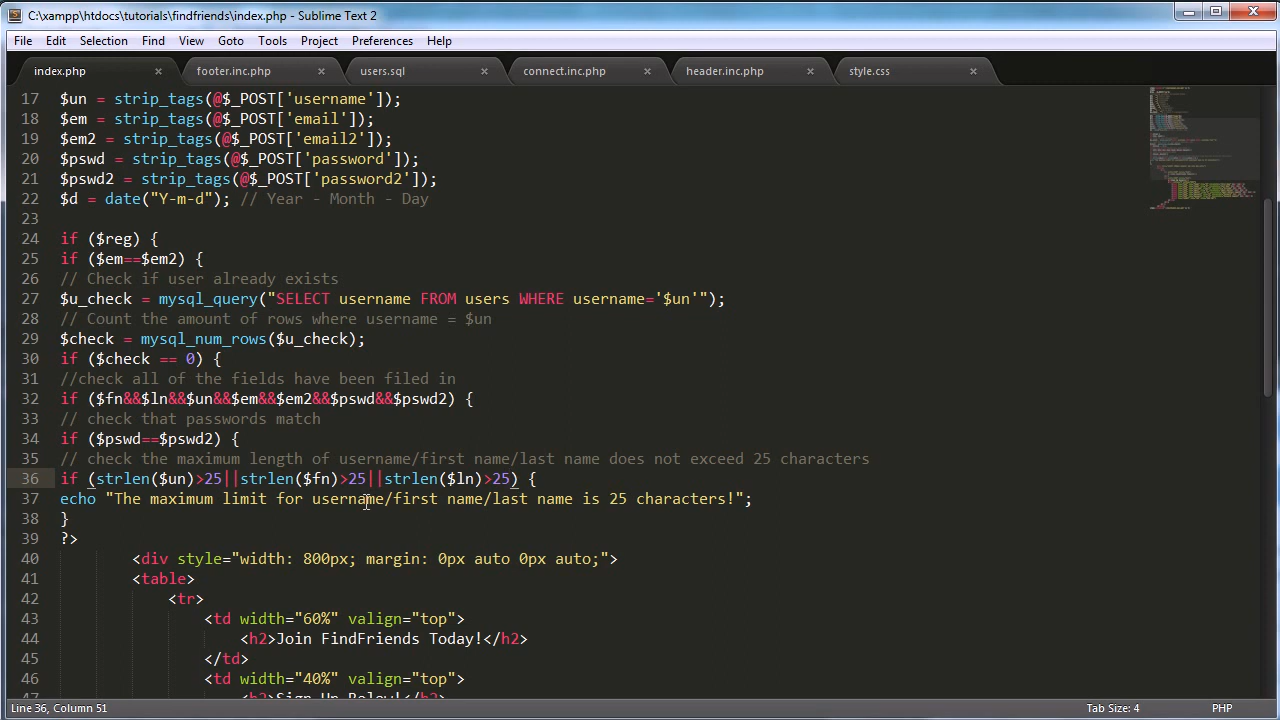 C:\xampp\htdocs\tutorials\findfriends\index.php - Sublime Text 2
File Edit Selection Find View Goto Tools Project Preferences Help
index.php × footer.inc.php × users.sql × connect.inc.php × header.inc.php × style.css ×
17 $un = strip_tags(@$_POST['username']);
18 $em = strip_tags(@$_POST['email']);
19 $em2 = strip_tags(@$_POST['email2']);
20 $pswd = strip_tags(@$_POST['password']);
21 $pswd2 = strip_tags(@$_POST['password2']);
22 $d = date("Y-m-d"); // Year - Month - Day
23
24 if ($reg) {
25 if ($em==$em2) {
26 // Check if user already exists
27 $u_check = mysql_query("SELECT username FROM users WHERE username='$un'");
28 // Count the amount of rows where username = $un
29 $check = mysql_num_rows($u_check);
30 if ($check == 0) {
31 //check all of the fields have been filed in
32 if ($fn&&$ln&&$un&&$em&&$em2&&$pswd&&$pswd2) {
33 // check that passwords match
34 if ($pswd==$pswd2) {
35 // check the maximum length of username/first name/last name does not exceed 25 characters
36 if (strlen($un)>25||strlen($fn)>25||strlen($ln)>25) {
37 echo "The maximum limit for username/first name/last name is 25 characters!";
38 }
39 ?>
40 <div style="width: 800px; margin: 0px auto 0px auto;">
41 <table>
42 <tr>
43 <td width="60%" valign="top">
44 <h2>Join FindFriends Today!</h2>
45 </td>
46 <td width="40%" valign="top">
47 <h2>Sign Up Below!</h2>
Line 36, Column 51 Tab Size: 4 PHP